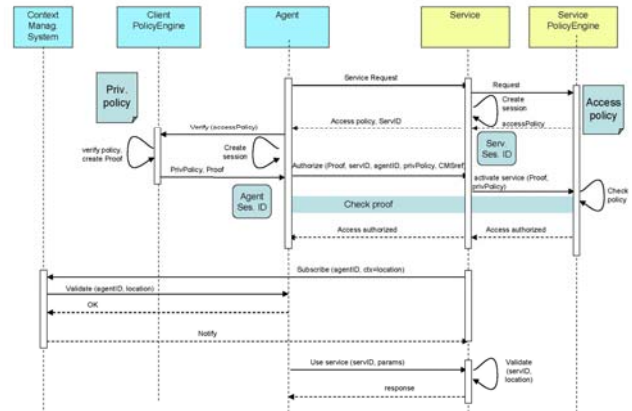 Context
Manag.
System
Client
PolicyEngine
Agent
Service
Service
PolicyEngine
Service Request
Request
Priv.
policy
Create
session
Access
policy
Access policy, ServID
accessPolicy
Verify (accessPolicy)
verify policy,
create Proof
Create
session
Serv.
Ses. ID
PrivPolicy, Proof
Authorize (Proof, servID, agentID, privPolicy, CMSref)
activate service (Proof,
privPolicy)
Agent
Ses. ID
Check proof
Check
policy
Access authorized
Access authorized
Subscribe (agentID, ctx=location)
Validate (agentID, location)
OK
Notify
Use service (servID, params)
Validate
(servID,
location)
response